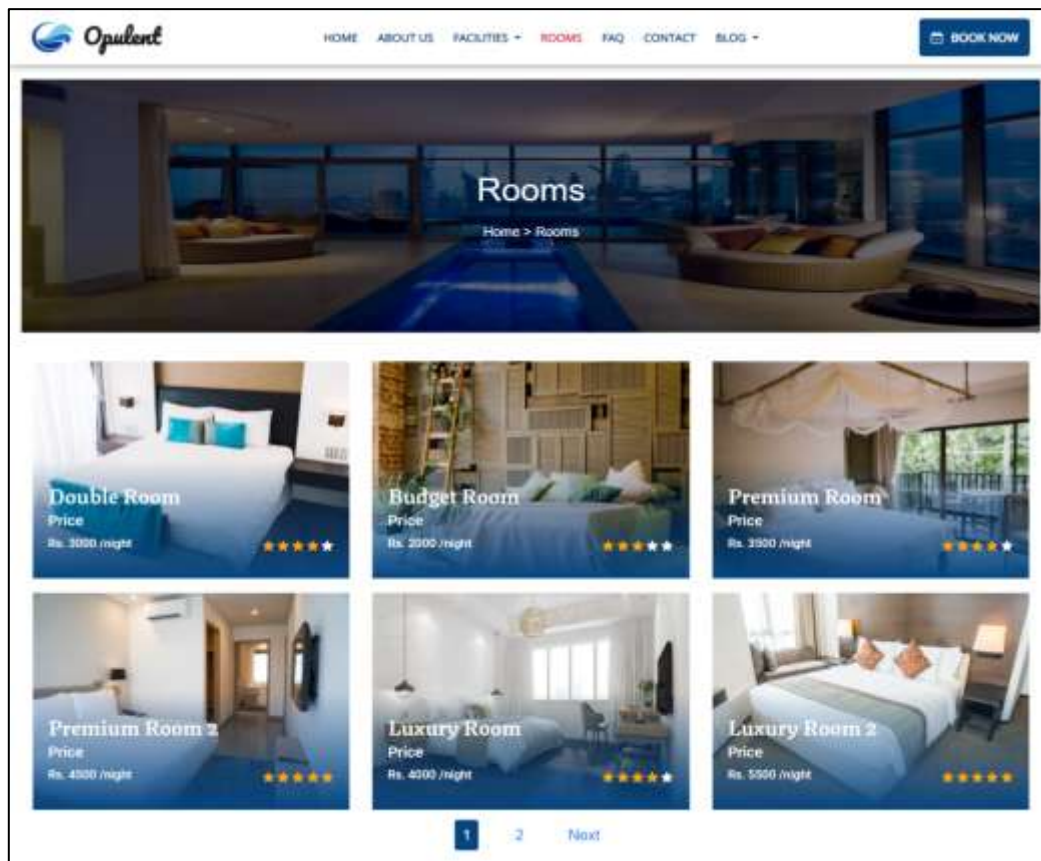 Opulent
HOME ABOUT US FACILITIES ROOMS FAQ CONTACT BLOG
BOOK NOW
Rooms
Home > Rooms
Double Room
Price
Rs. 3000 /night
Budget Room
Price
Rs. 2000 /night
Premium Room
Price
Rs. 3500 /night
Premium Room 2
Price
Rs. 4500 /night
Luxury Room
Price
Rs. 4000 /night
Luxury Room 2
Price
Rs. 5500 /night
1 2 Next